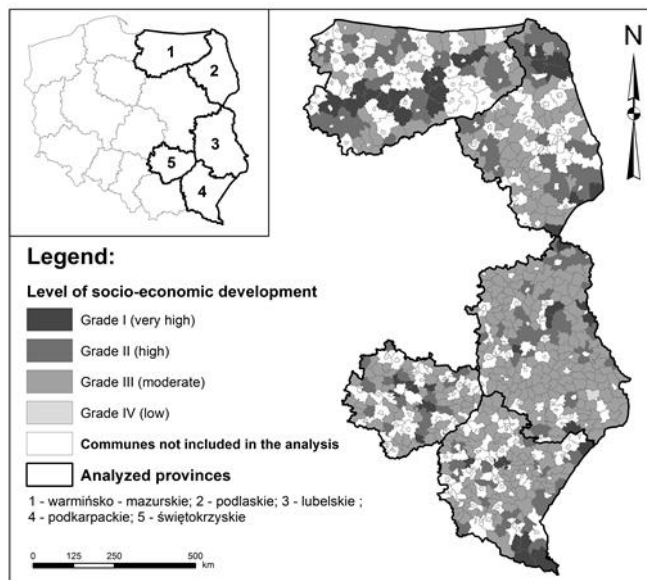 1
2
3
5
4
N
Legend:
Level of socio-economic development
Grade I (very high)
Grade II (high)
Grade III (moderate)
Grade IV (low)
Communes not included in the analysis
Analyzed provinces
1 - warmińsko - mazurskie; 2 - podlaskie; 3 - lubelskie ;
4 - podkarpackie; 5 - świętokrzyskie
0 125 250 500
km